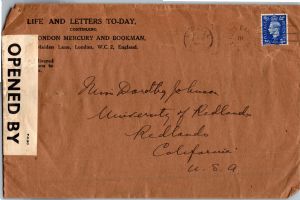 LIFE AND LETTERS TO-DAY,
CONTINUING
LONDON MERCURY AND BOOKMAN,
Maiden Lane, London, W.C. 2, England.
OPENED BY
Miss Dorothy Johnson
University of Redlands
Redlands
California
U. S. A